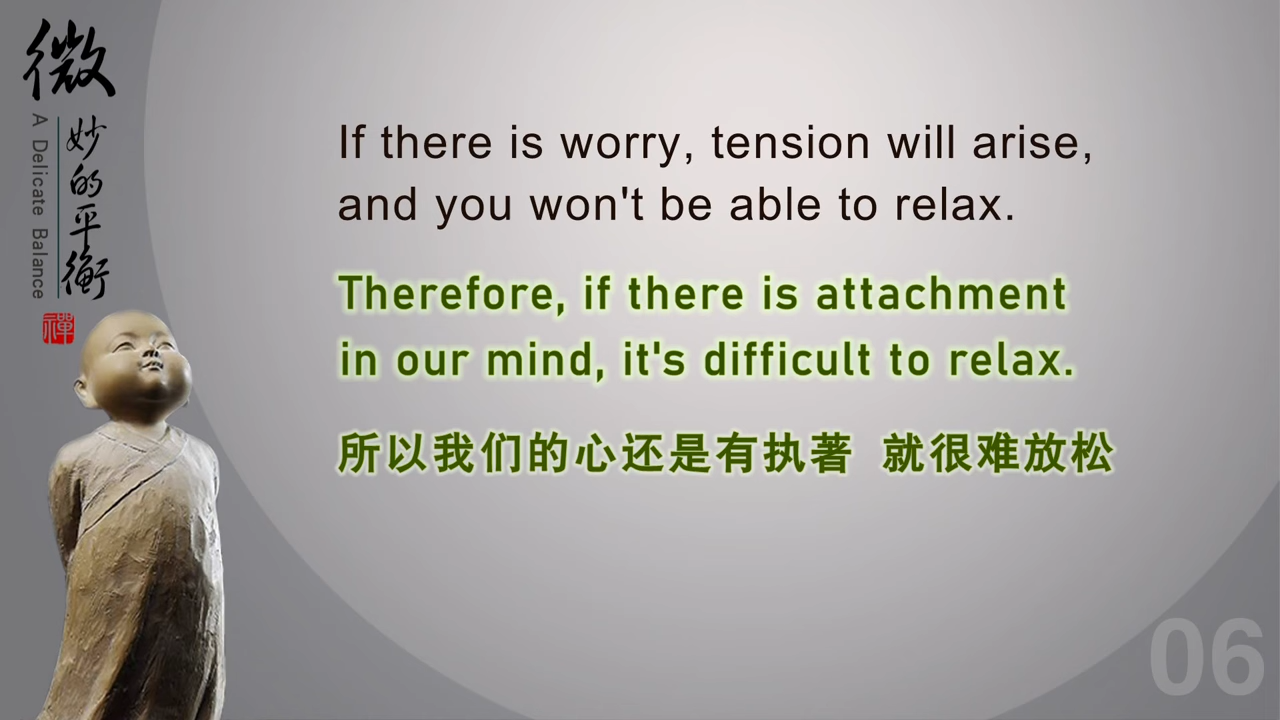 微
妙的平衡
A Delicate Balance
禪
If there is worry, tension will arise,
and you won't be able to relax.
Therefore, if there is attachment
in our mind, it's difficult to relax.
所以我们的心还是有执著 就很难放松
06